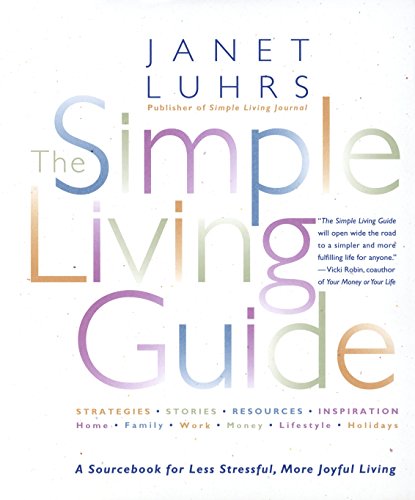 JANET
LUHRS
Publisher of Simple Living Journal
The Simple
Living
Guide
"The Simple Living Guide
will open wide the road
to a simpler and more
fulfilling life for anyone."
—Vicki Robin, coauthor
of Your Money or Your Life
STRATEGIES • STORIES • RESOURCES • INSPIRATION
Home • Family • Work • Money • Lifestyle • Holidays
A Sourcebook for Less Stressful, More Joyful Living